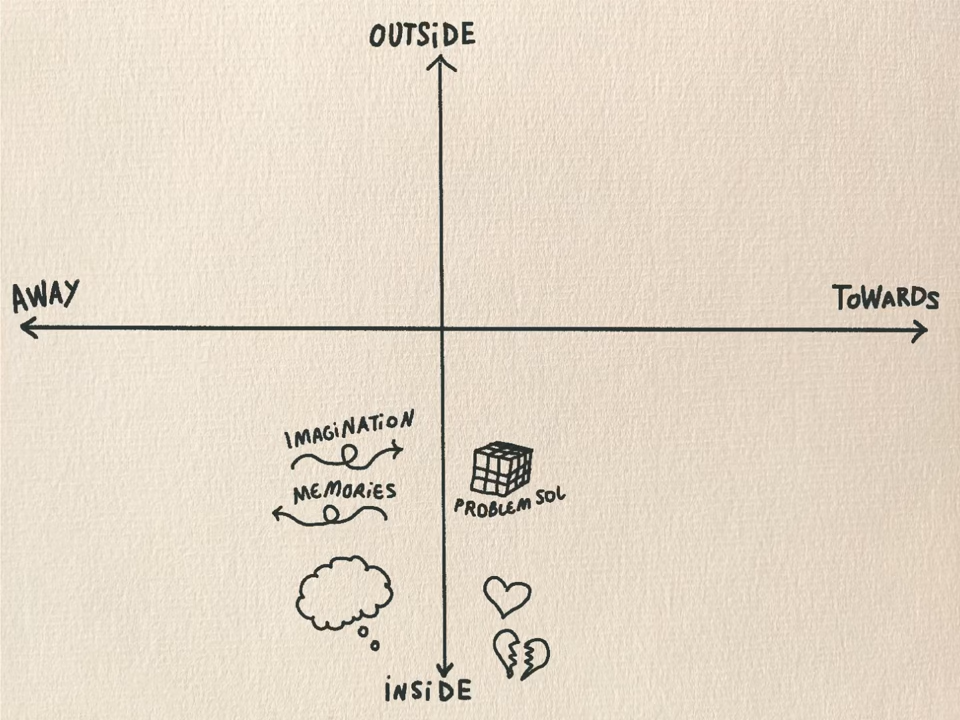 OUTSiDE
AWAY
TOWARDS
IMAGiNATiON
MEMORiES
PROBLEM SOL
iNSiDE